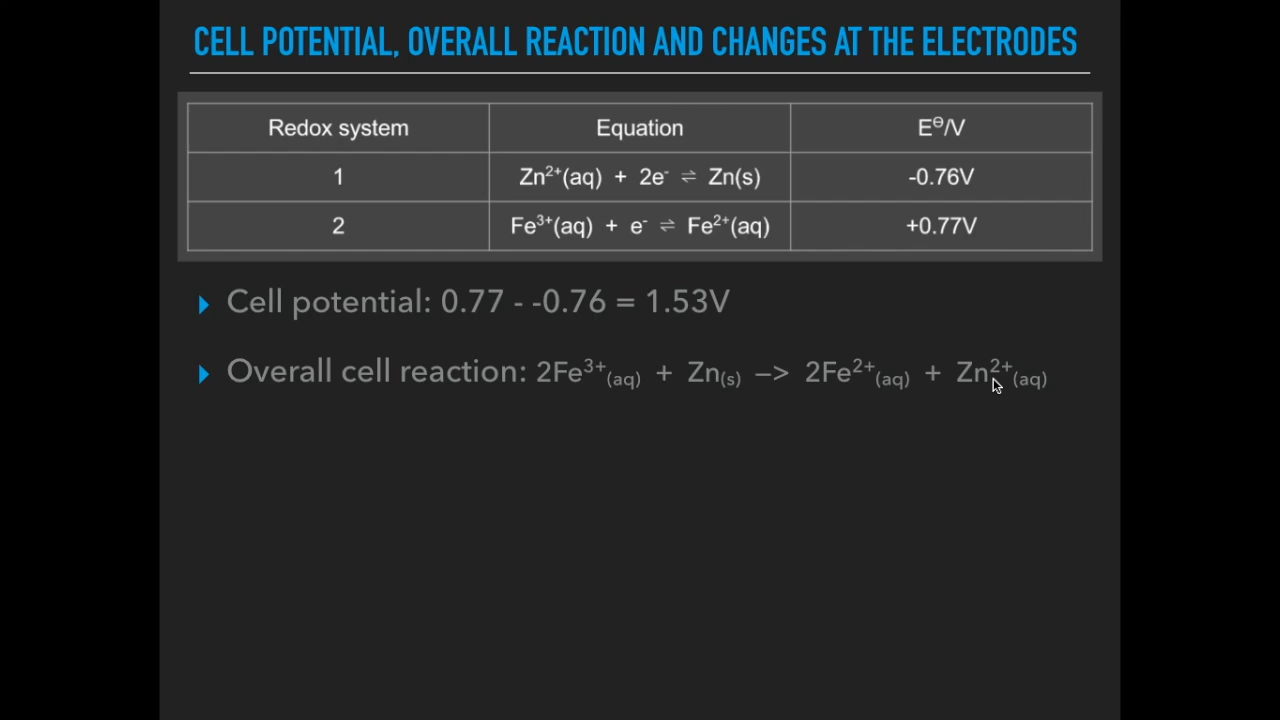 CELL POTENTIAL, OVERALL REACTION AND CHANGES AT THE ELECTRODES
Redox system Equation E⊖/V
1 Zn²⁺(aq) + 2e⁻ ⇌ Zn(s) -0.76V
2 Fe³⁺(aq) + e⁻ ⇌ Fe²⁺(aq) +0.77V
Cell potential: 0.77 - -0.76 = 1.53V
Overall cell reaction: 2Fe³⁺(aq) + Zn(s) –> 2Fe²⁺(aq) + Zn²⁺(aq)